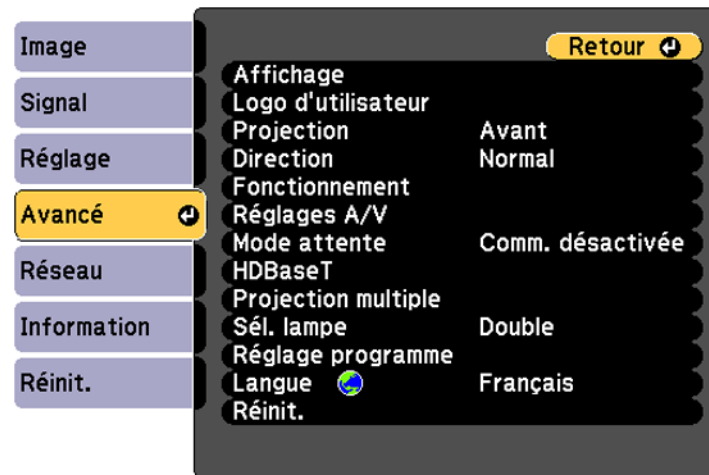 Image
Signal
Réglage
Avancé
Réseau
Information
Réinit.
Retour
Affichage
Logo d'utilisateur
Projection Avant
Direction Normal
Fonctionnement
Réglages A/V
Mode attente Comm. désactivée
HDBaseT
Projection multiple
Sél. lampe Double
Réglage programme
Langue Français
Réinit.